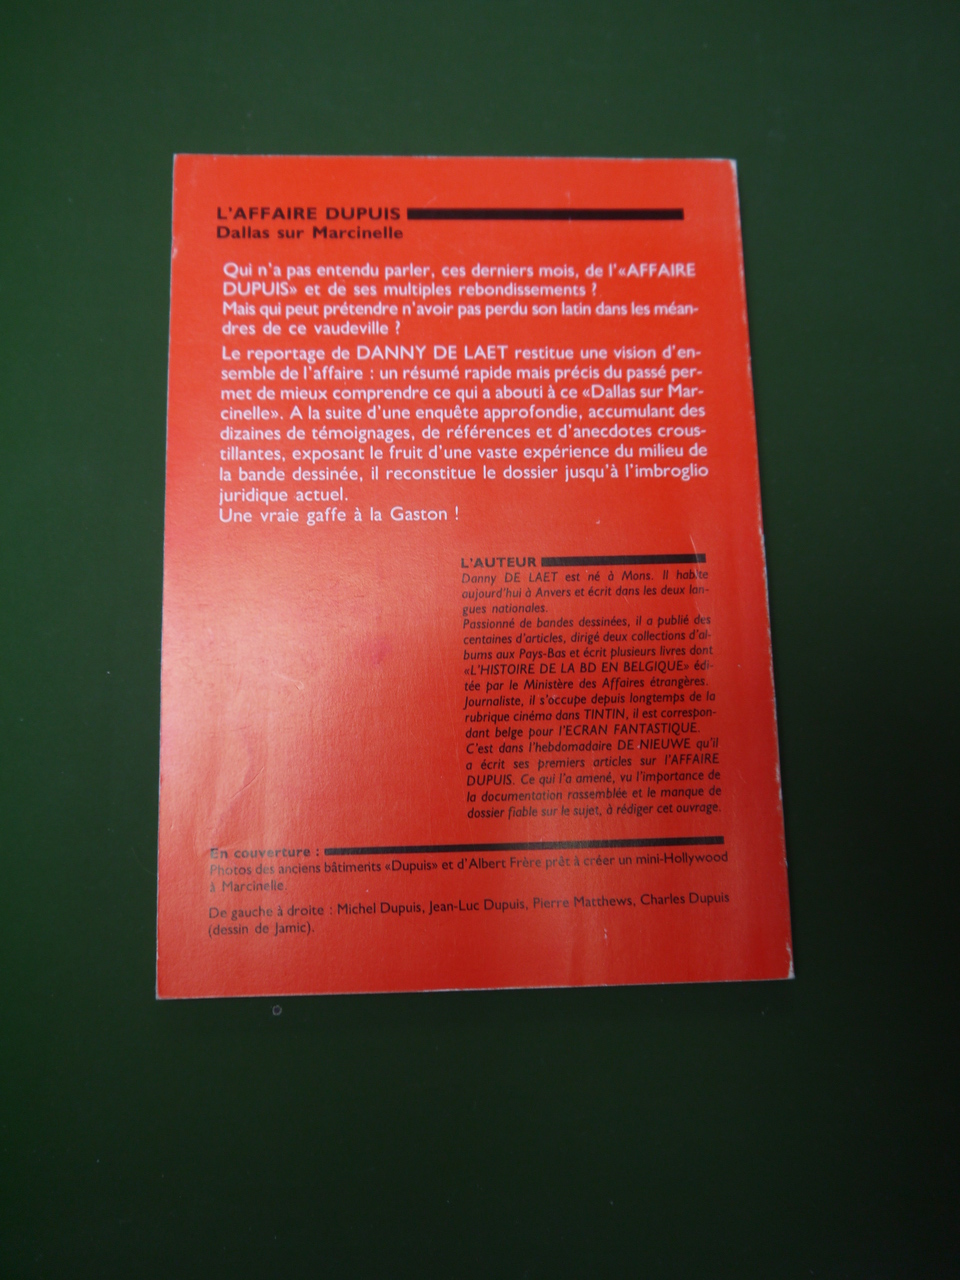 L'AFFAIRE DUPUIS
Dallas sur Marcinelle
Qui n'a pas entendu parler, ces derniers mois, de l'«AFFAIRE
DUPUIS» et de ses multiples rebondissements ?
Mais qui peut prétendre n'avoir pas perdu son latin dans les méan-
dres de ce vaudeville ?
Le reportage de DANNY DE LAET restitue une vision d'en-
semble de l'affaire : un résumé rapide mais précis du passé per-
met de mieux comprendre ce qui a abouti à ce «Dallas sur Mar-
cinelle». A la suite d'une enquête approfondie, accumulant des
dizaines de témoignages, de références et d'anecdotes crous-
tillantes, exposant le fruit d'une vaste expérience du milieu de
la bande dessinée, il reconstitue le dossier jusqu'à l'imbroglio
juridique actuel.
Une vraie gaffe à la Gaston !
L'AUTEUR
Danny DE LAET est né à Mons. Il habite
aujourd'hui à Anvers et écrit dans les deux lan-
gues nationales.
Passionné de bandes dessinées, il a publié des
centaines d'articles, dirigé deux collections d'al-
bums aux Pays-Bas et écrit plusieurs livres dont
«L'HISTOIRE DE LA BD EN BELGIQUE» édi-
tée par le Ministère des Affaires étrangères.
Journaliste, il s'occupe depuis longtemps de la
rubrique cinéma dans TINTIN, il est correspon-
dant belge pour l'ECRAN FANTASTIQUE.
C'est dans l'hebdomadaire DE NIEUWE qu'il
a écrit ses premiers articles sur l'AFFAIRE
DUPUIS. Ce qui l'a amené, vu l'importance de
la documentation rassemblée et le manque de
dossier fiable sur le sujet, à rédiger cet ouvrage.
En couverture :
Photos des anciens bâtiments «Dupuis» et d'Albert Frère prêt à créer un mini-Hollywood
à Marcinelle
De gauche à droite : Michel Dupuis, Jean-Luc Dupuis, Pierre Matthews, Charles Dupuis
(dessin de Jamic).